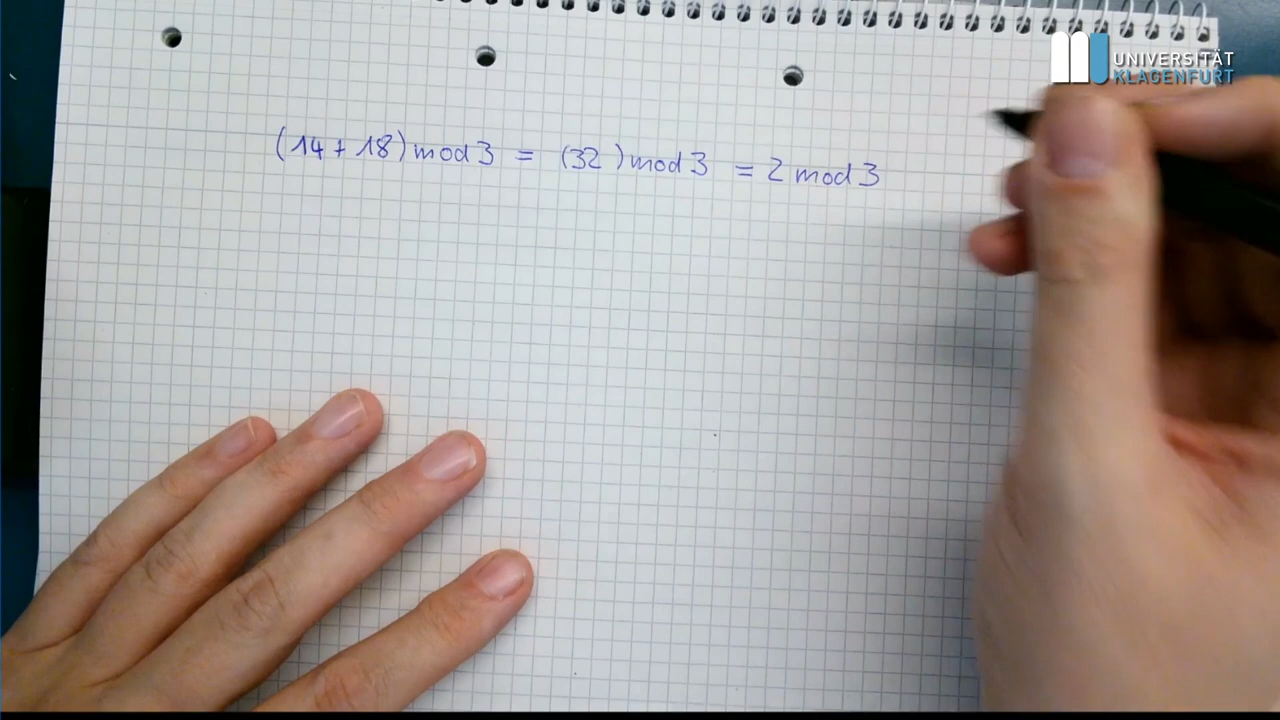 UNIVERSITÄT
KLAGENFURT
(14 + 18) mod 3 = (32) mod 3 = 2 mod 3